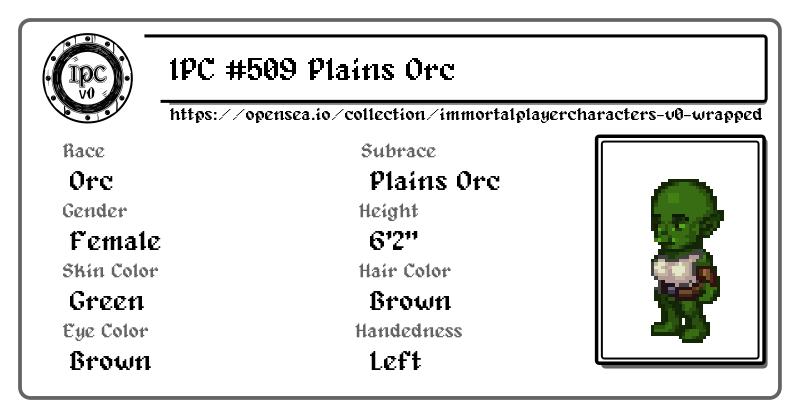 IPC
v0
IPC #509 Plains Orc
https://opensea.io/collection/immortalplayercharacters-v0-wrapped
Race
Orc
Subrace
Plains Orc
Gender
Female
Height
6'2"
Skin Color
Green
Hair Color
Brown
Eye Color
Brown
Handedness
Left